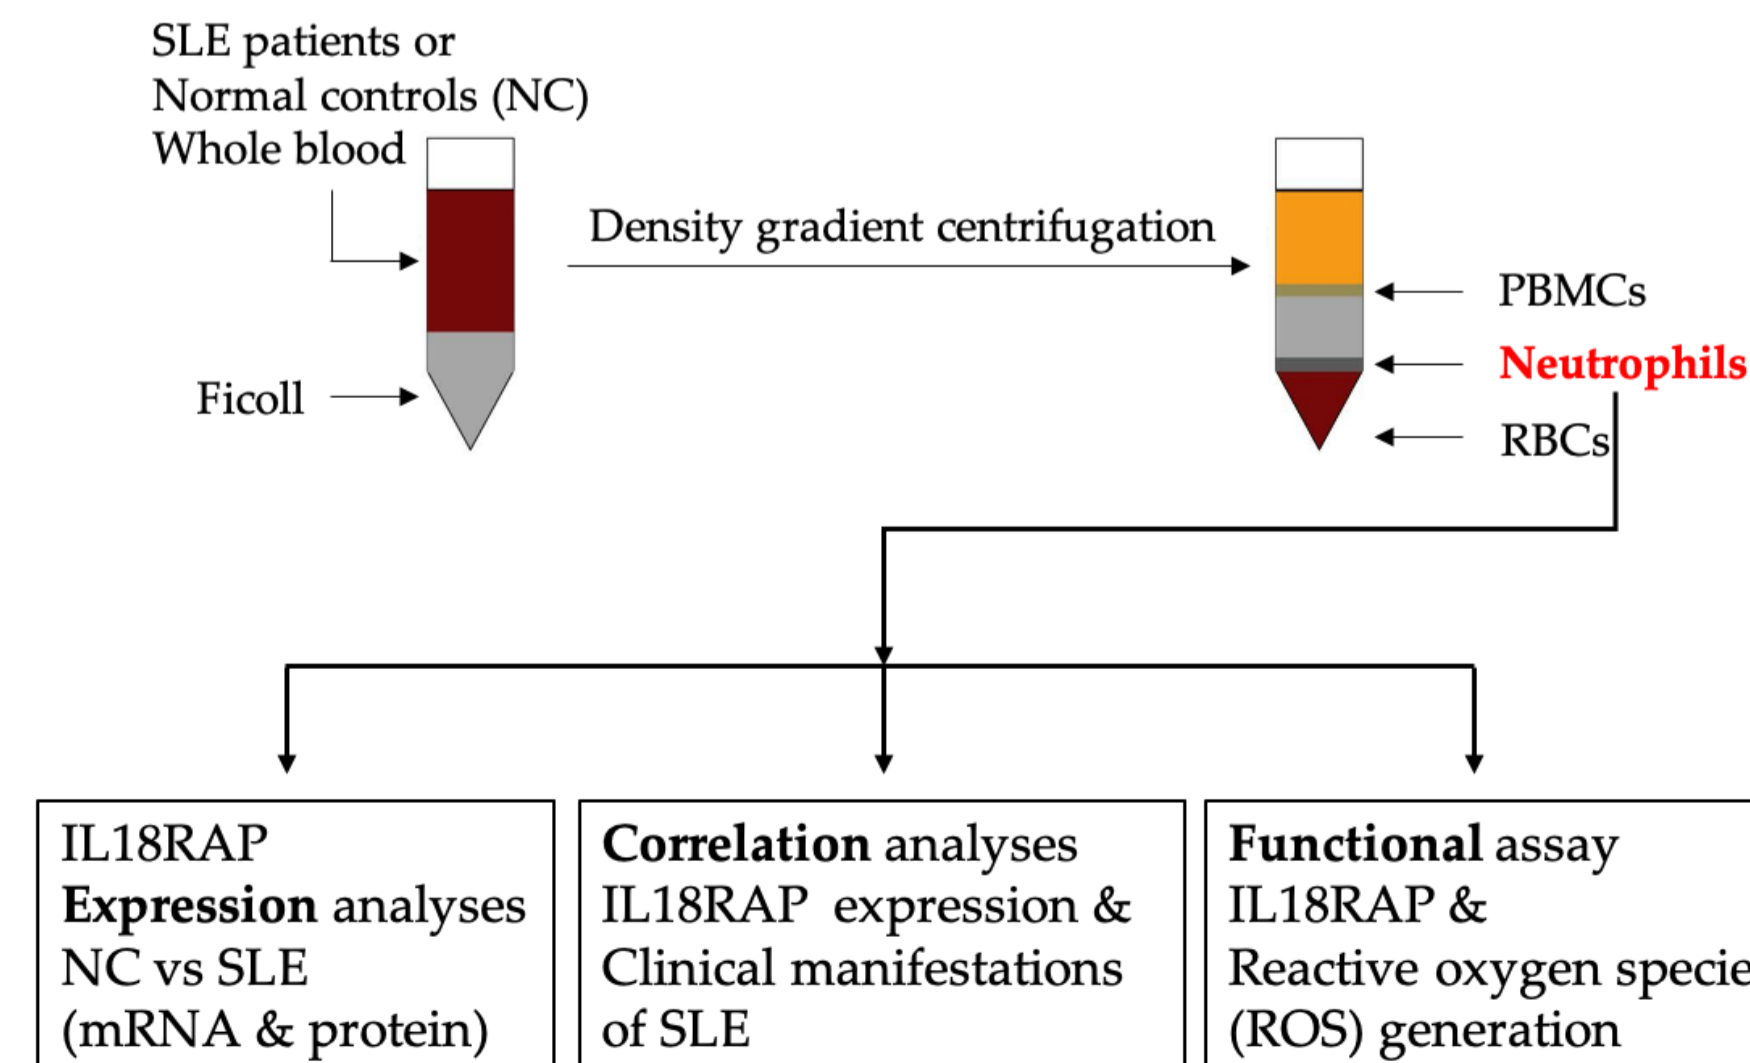 SLE patients or
Normal controls (NC)
Whole blood
Density gradient centrifugation
Ficoll
PBMCs
Neutrophils
RBCs
IL18RAP
Expression analyses
NC vs SLE
(mRNA & protein)
Correlation analyses
IL18RAP expression &
Clinical manifestations
of SLE
Functional assay
IL18RAP &
Reactive oxygen specie
(ROS) generation